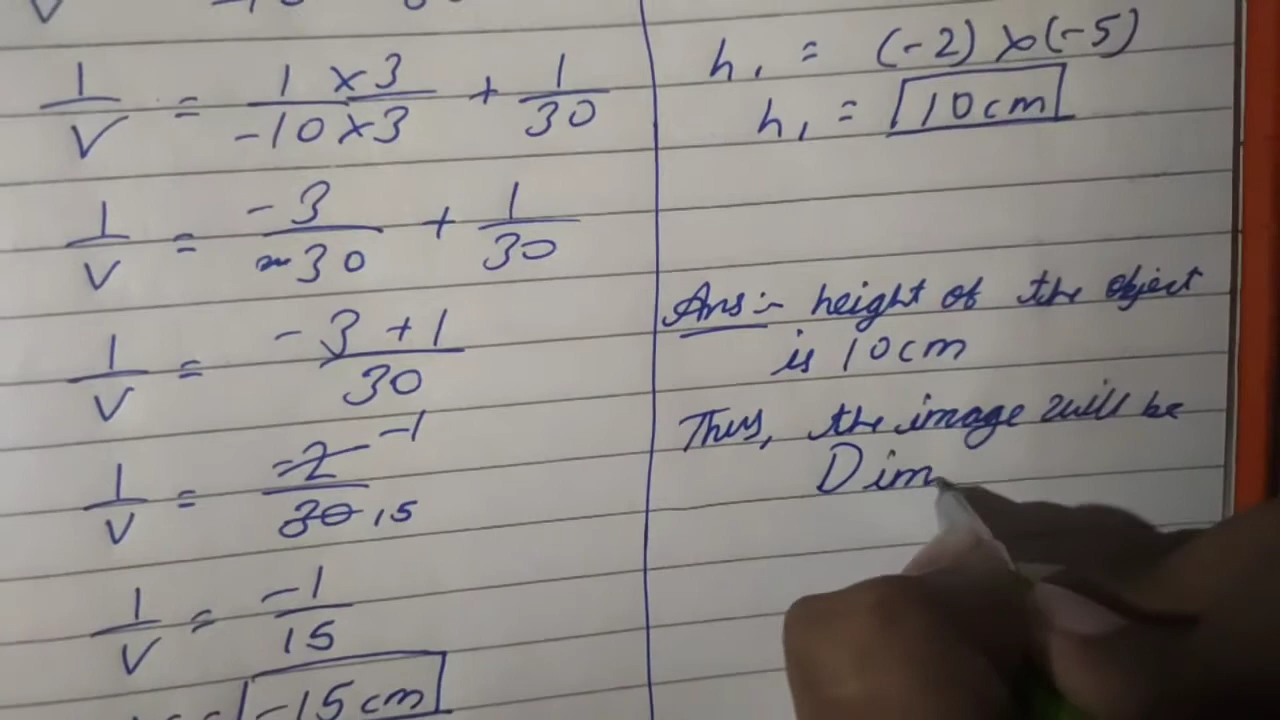 1/V = 1 ×3/-10×3 + 1/30
1/V = -3/-30 + 1/30
1/V = -3+1/30
1/V = -2 -1/30 15
1/V = -1/15
-15cm
h₁ = (-2) × (-5)
h₁ = 10cm
Ans:- height of the object
is 10cm
Thus, the image will be
Dim